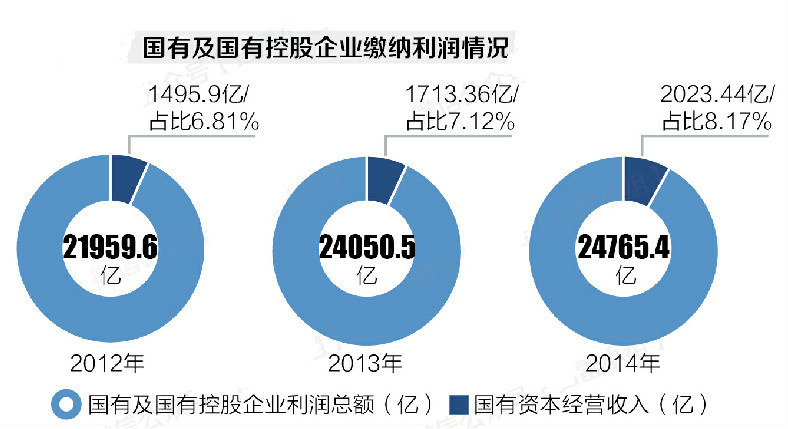 国有及国有控股企业缴纳利润情况
1495.9亿/
占比6.81%
1713.36亿/
占比7.12%
2023.44亿/
占比8.17%
21959.6
亿
24050.5
亿
24765.4
亿
2012年
2013年
2014年
国有及国有控股企业利润总额（亿）
国有资本经营收入（亿）